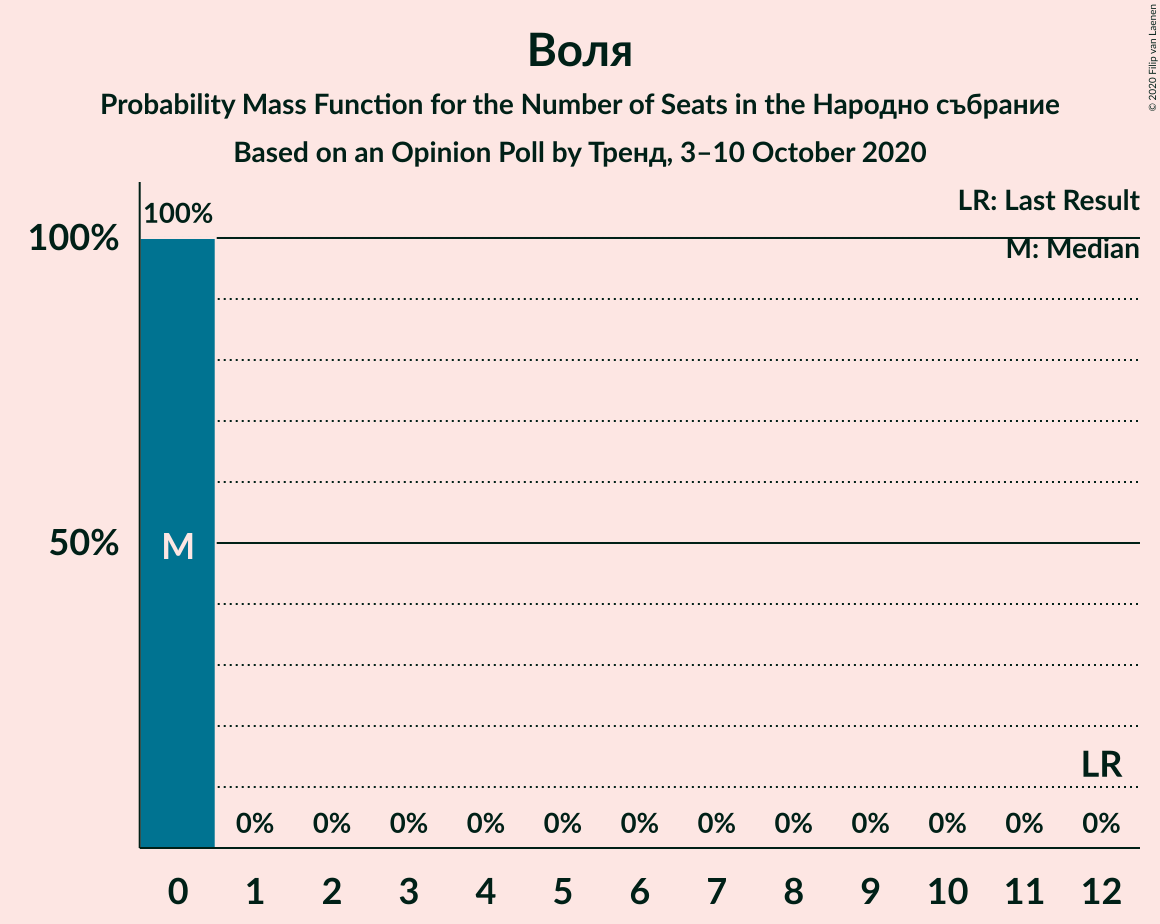 Воля
Probability Mass Function for the Number of Seats in the Народно събрание
Based on an Opinion Poll by Тренд, 3–10 October 2020
© 2020 Filip van Laenen
LR: Last Result
M: Median
100%
100%
50%
M
LR
0% 0% 0% 0% 0% 0% 0% 0% 0% 0% 0% 0%
0 1 2 3 4 5 6 7 8 9 10 11 12